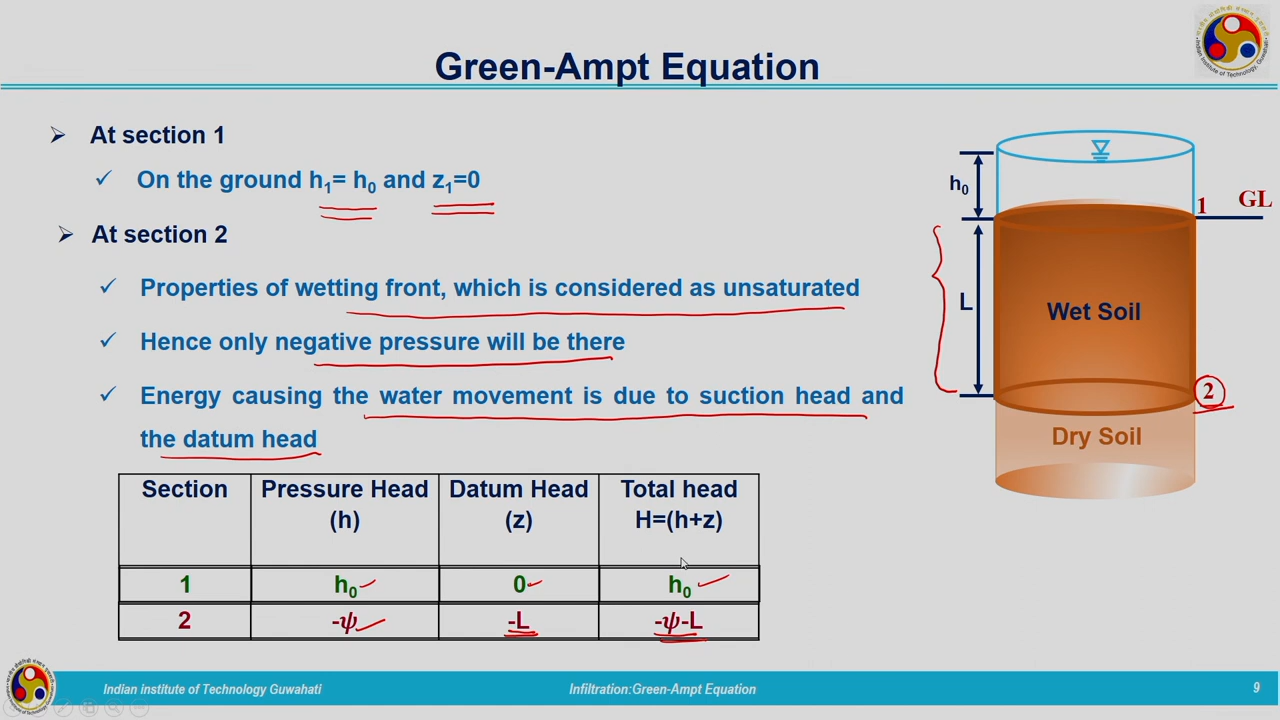 Green-Ampt Equation
➢ At section 1
✓ On the ground h₁= h₀ and z₁=0
➢ At section 2
✓ Properties of wetting front, which is considered as unsaturated
✓ Hence only negative pressure will be there
✓ Energy causing the water movement is due to suction head and
the datum head
Section Pressure Head Datum Head Total head
(h) (z) H=(h+z)
1 h₀ 0 h₀
2 -ψ -L -ψ-L
h₀
1 GL
L
Wet Soil
2
Dry Soil
Indian institute of Technology Guwahati Infiltration:Green-Ampt Equation 9